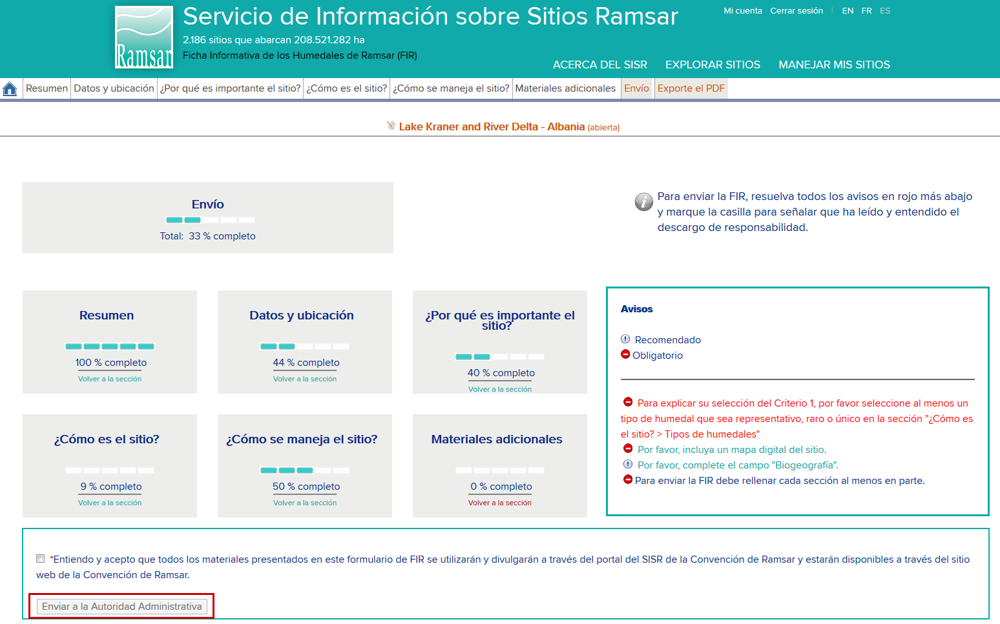 Ramsar
Servicio de Información sobre Sitios Ramsar
2.186 sitios que abarcan 208.521.282 ha
Ficha Informativa de los Humedales de Ramsar (FIR)
Mi cuenta Cerrar sesión | EN FR ES
ACERCA DEL SISR EXPLORAR SITIOS MANEJAR MIS SITIOS
Resumen Datos y ubicación ¿Por qué es importante el sitio? ¿Cómo es el sitio? ¿Cómo se maneja el sitio? Materiales adicionales Envío Exporte el PDF
Lake Kraner and River Delta - Albania (abierta)
Envío
Total: 33 % completo
Para enviar la FIR, resuelva todos los avisos en rojo más abajo
y marque la casilla para señalar que ha leído y entendido el
descargo de responsabilidad.
Resumen
100 % completo
Volver a la sección
Datos y ubicación
44 % completo
Volver a la sección
¿Por qué es importante el
sitio?
40 % completo
Volver a la sección
¿Cómo es el sitio?
9 % completo
Volver a la sección
¿Cómo se maneja el sitio?
50 % completo
Volver a la sección
Materiales adicionales
0 % completo
Volver a la sección
Avisos
Recomendado
Obligatorio
Para explicar su selección del Criterio 1, por favor seleccione al menos un
tipo de humedal que sea representativo, raro o único en la sección "¿Cómo es
el sitio? > Tipos de humedales"
Por favor, incluya un mapa digital del sitio.
Por favor, complete el campo "Biogeografía".
Para enviar la FIR debe rellenar cada sección al menos en parte.
*Entiendo y acepto que todos los materiales presentados en este formulario de FIR se utilizarán y divulgarán a través del portal del SISR de la Convención de Ramsar y estarán disponibles a través del sitio
web de la Convención de Ramsar.
Enviar a la Autoridad Administrativa